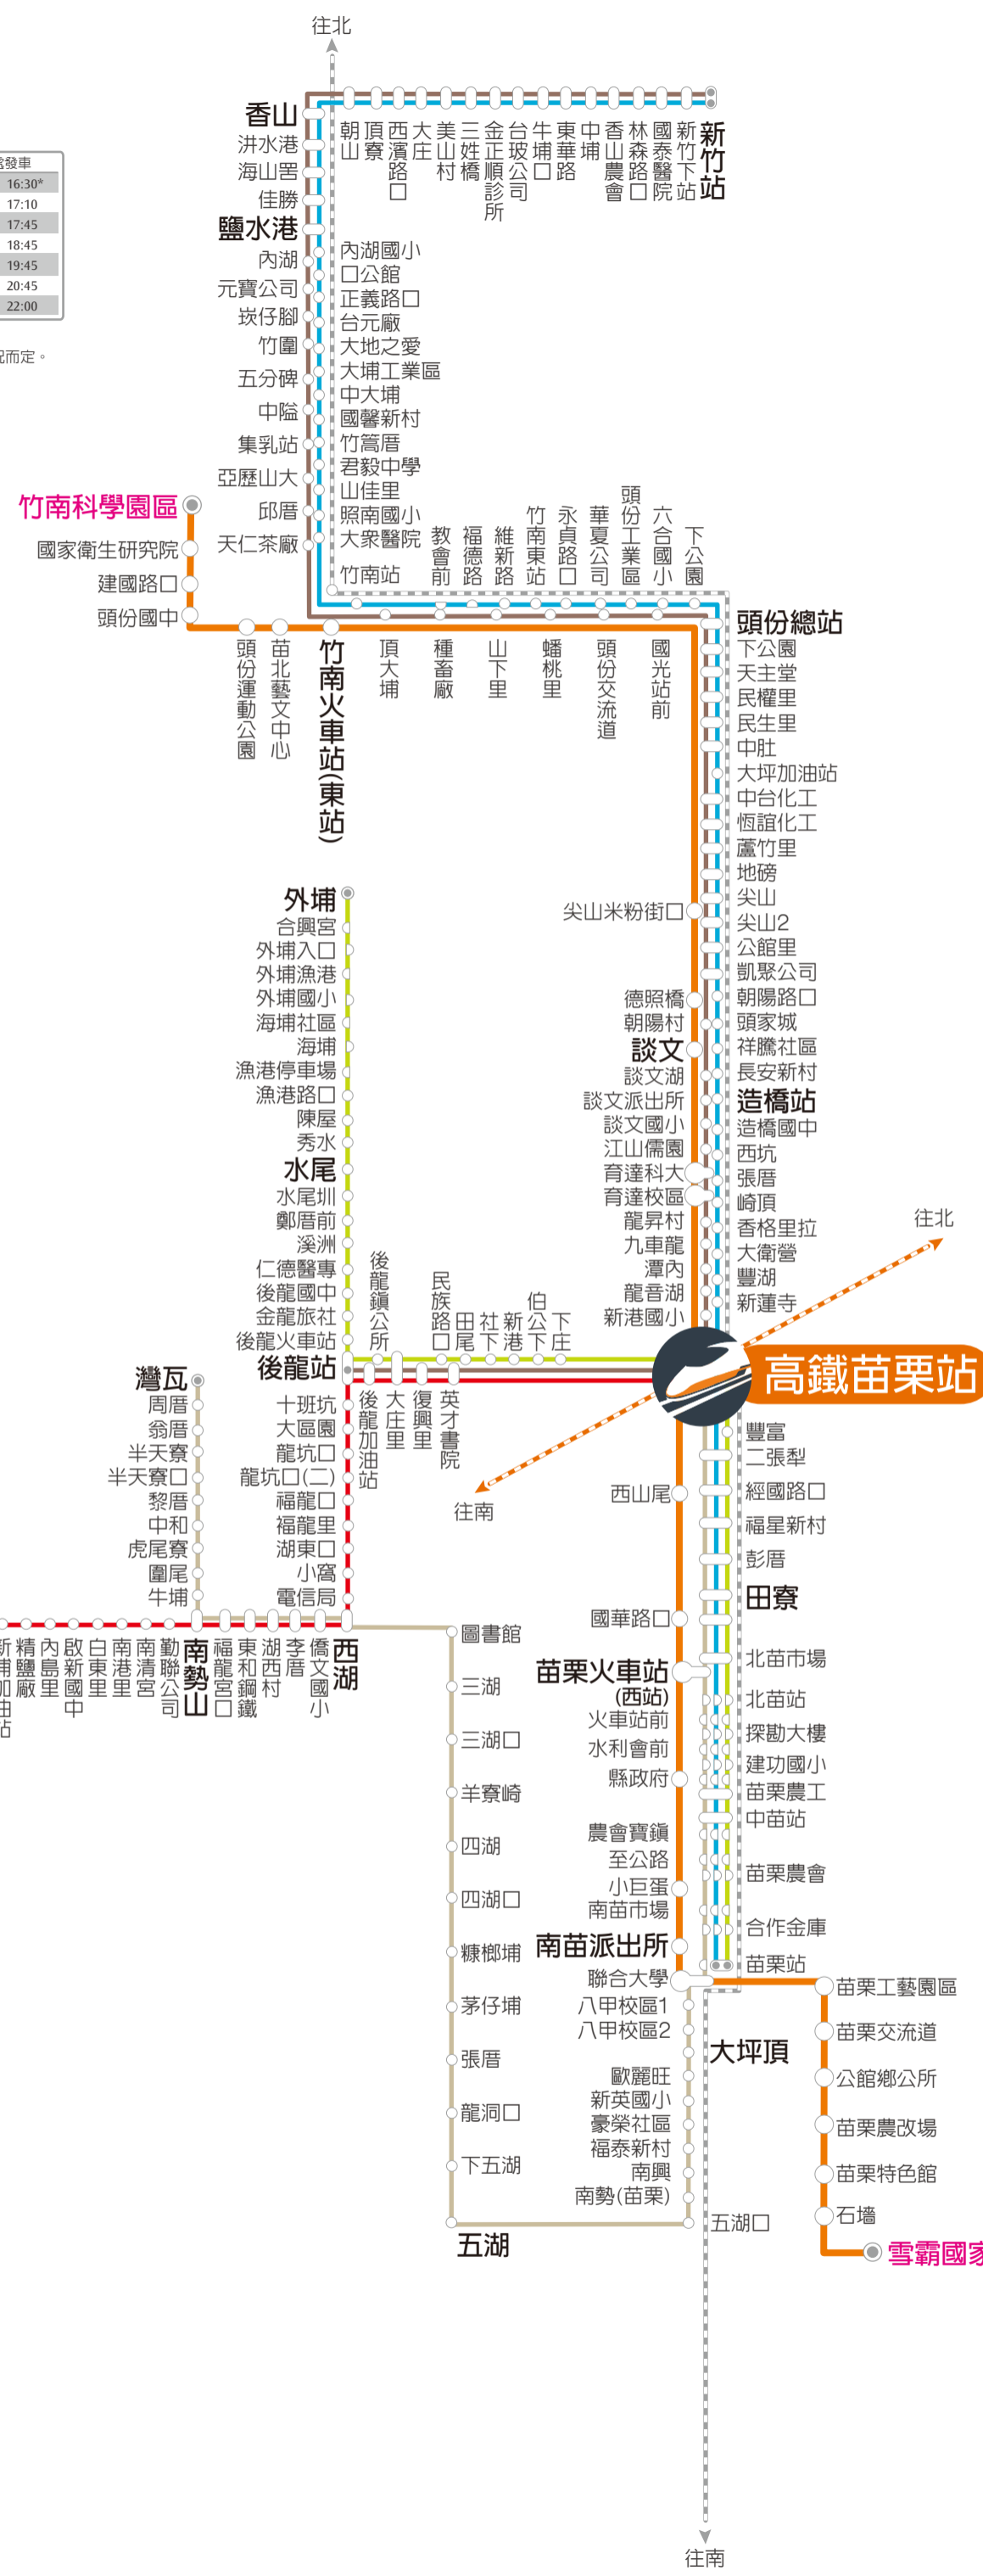 往北
發車
16:30*
17:10
17:45
18:45
19:45
20:45
22:00
況而定。
朝山
頂寮
西濱路口
大庄
美山村
三姓橋
金正順診所
台玻公司
牛埔口
東華路
中埔
香山農會
林森路口
國泰醫院
新竹下站
新竹站
香山
汫水港
海山罟
佳勝
鹽水港
內湖
元寶公司
崁仔腳
竹圍
五分碑
中隘
集乳站
亞歷山大
邱厝
天仁茶廠
內湖國小
口公館
正義路口
台元廠
大地之愛
大埔工業區
中大埔
國馨新村
竹篙厝
君毅中學
山佳里
照南國小
大眾醫院
竹南站
教會前
福德路
維新路
竹南東站
永貞路口
華夏公司
頭份工業區
六合國小
下公園
竹南科學園區
國家衛生研究院
建國路口
頭份國中
頭份運動公園
苗北藝文中心
竹南火車站(東站)
頂大埔
種畜廠
山下里
蟠桃里
頭份交流道
國光站前
頭份總站
下公園
天主堂
民權里
民生里
中肚
大坪加油站
中台化工
恆誼化工
蘆竹里
地磅
尖山
尖山2
公館里
凱聚公司
朝陽路口
頭家城
祥騰社區
長安新村
造橋站
造橋國中
西坑
張厝
崎頂
香格里拉
大衛營
豐湖
新蓮寺
尖山米粉街口
德照橋
朝陽村
談文
談文湖
談文派出所
談文國小
江山儒園
育達科大
育達校區
龍昇村
九車龍
潭內
龍音湖
新港國小
外埔
合興宮
外埔入口
外埔漁港
外埔國小
海埔社區
海埔
漁港停車場
漁港路口
陳屋
秀水
水尾
水尾圳
鄭厝前
溪洲
仁德醫專
後龍國中
金龍旅社
後龍火車站
後龍站
後龍鎮公所
民族路口
田尾
社下
新港
伯公下
下庄
往北
高鐵苗栗站
往南
後龍加油站
大庄里
復興里
英才書院
灣瓦
周厝
翁厝
半天寮
半天寮口
黎厝
中和
虎尾寮
圍尾
牛埔
十班坑
大區園
龍坑口
龍坑口(二)
福龍口
福龍里
湖東口
小窩
電信局
新埔加油站
精鹽廠
內島里
啟新國中
白東里
南港里
南清宮
勤聯公司
南勢山
福龍宮口
東和鋼鐵
湖西村
李厝
僑文國小
西湖
圖書館
三湖
三湖口
羊寮崎
四湖
四湖口
糠榔埔
茅仔埔
張厝
龍洞口
下五湖
五湖
西山尾
國華路口
苗栗火車站
(西站)
火車站前
水利會前
縣政府
農會寶鎮
至公路
小巨蛋
南苗市場
南苗派出所
聯合大學
八甲校區1
八甲校區2
歐麗旺
新英國小
豪榮社區
福泰新村
南興
南勢(苗栗)
豐富
二張犁
經國路口
福星新村
彭厝
田寮
北苗市場
北苗站
探勘大樓
建功國小
苗栗農工
中苗站
苗栗農會
合作金庫
苗栗站
大坪頂
五湖口
苗栗工藝園區
苗栗交流道
公館鄉公所
苗栗農改場
苗栗特色館
石墻
雪霸國家
往南